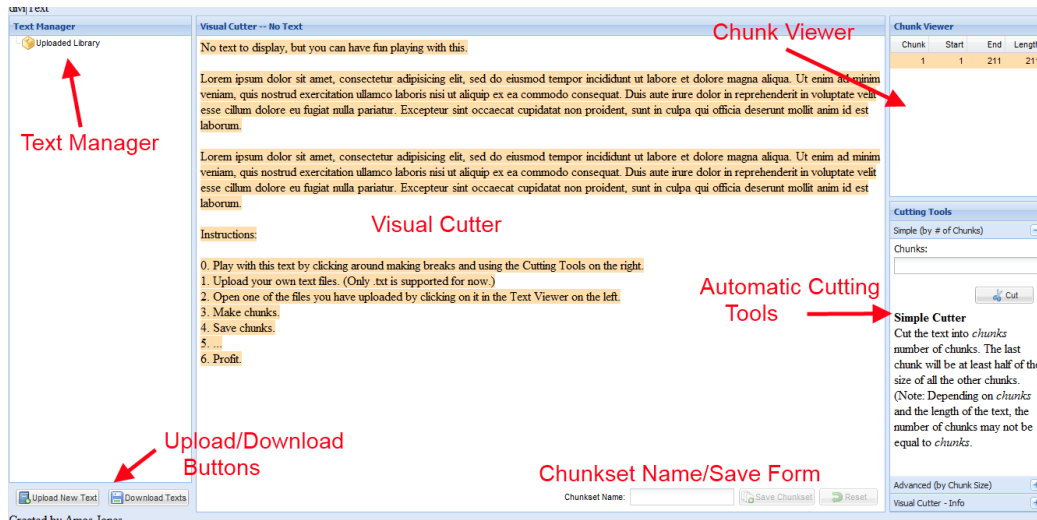 divi|Text
Text Manager
Uploaded Library
Text Manager
Upload/Download
Buttons
Upload New Text
Download Texts
Visual Cutter -- No Text
No text to display, but you can have fun playing with this.
Lorem ipsum dolor sit amet, consectetur adipisicing elit, sed do eiusmod tempor incididunt ut labore et dolore magna aliqua. Ut enim ad minim
veniam, quis nostrud exercitation ullamco laboris nisi ut aliquip ex ea commodo consequat. Duis aute irure dolor in reprehenderit in voluptate velit
esse cillum dolore eu fugiat nulla pariatur. Excepteur sint occaecat cupidatat non proident, sunt in culpa qui officia deserunt mollit anim id est
laborum.
Lorem ipsum dolor sit amet, consectetur adipisicing elit, sed do eiusmod tempor incididunt ut labore et dolore magna aliqua. Ut enim ad minim
veniam, quis nostrud exercitation ullamco laboris nisi ut aliquip ex ea commodo consequat. Duis aute irure dolor in reprehenderit in voluptate velit
esse cillum dolore eu fugiat nulla pariatur. Excepteur sint occaecat cupidatat non proident, sunt in culpa qui officia deserunt mollit anim id est
laborum.
Visual Cutter
Instructions:
0. Play with this text by clicking around making breaks and using the Cutting Tools on the right.
1. Upload your own text files. (Only .txt is supported for now.)
2. Open one of the files you have uploaded by clicking on it in the Text Viewer on the left.
3. Make chunks.
4. Save chunks.
5. ...
6. Profit.
Chunkset Name/Save Form
Chunkset Name:
Save Chunkset
Reset
Chunk Viewer
Chunk Viewer
Chunk Start End Length
1 1 211 211
Automatic Cutting
Tools
Cutting Tools
Simple (by # of Chunks)
Chunks:
Cut
Simple Cutter
Cut the text into chunks
number of chunks. The last
chunk will be at least half of the
size of all the other chunks.
(Note: Depending on chunks
and the length of the text, the
number of chunks may not be
equal to chunks.
Advanced (by Chunk Size)
Visual Cutter - Info
Created by Amos Jones